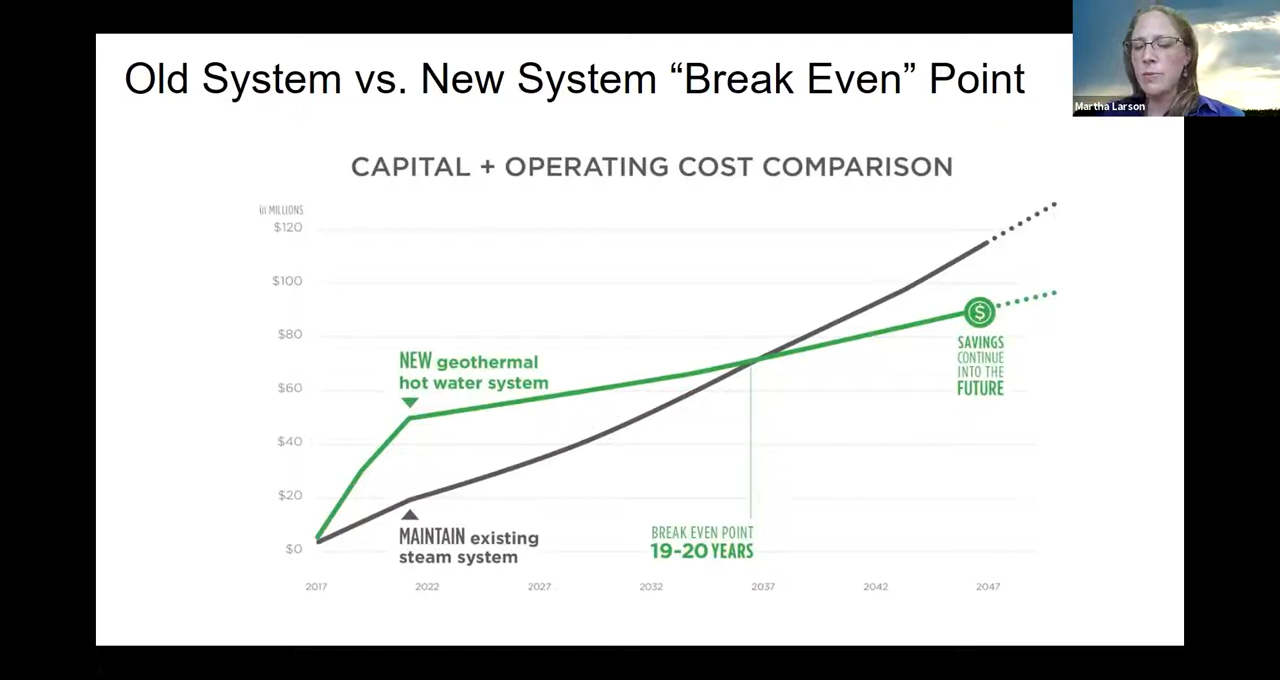 Old System vs. New System “Break Even” Point
Martha Larson
CAPITAL + OPERATING COST COMPARISON
in MILLIONS
$120
$100
$80
$60
$40
$20
$0
NEW geothermal
hot water system
MAINTAIN existing
steam system
BREAK EVEN POINT
19-20 YEARS
$
SAVINGS
CONTINUE
INTO THE
FUTURE
2017
2022
2027
2032
2037
2042
2047